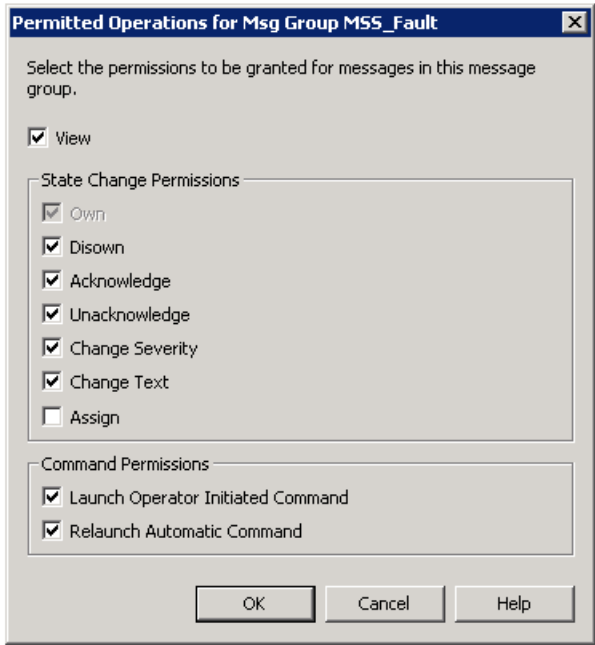 Permitted Operations for Msg Group MSS_Fault
Select the permissions to be granted for messages in this message
group.
View
State Change Permissions
Own
Disown
Acknowledge
Unacknowledge
Change Severity
Change Text
Assign
Command Permissions
Launch Operator Initiated Command
Relaunch Automatic Command
OK Cancel Help